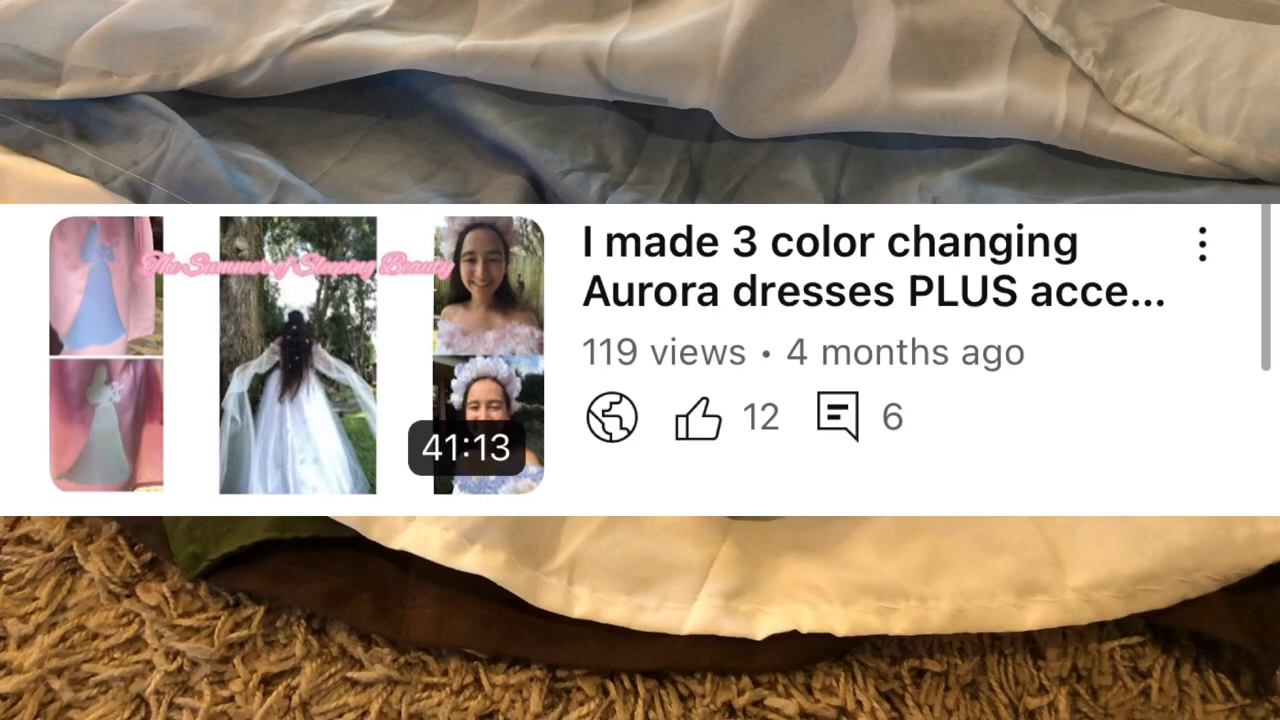 The Summer of Sleeping Beauty
41:13
I made 3 color changing
Aurora dresses PLUS acce...
119 views • 4 months ago
12 6